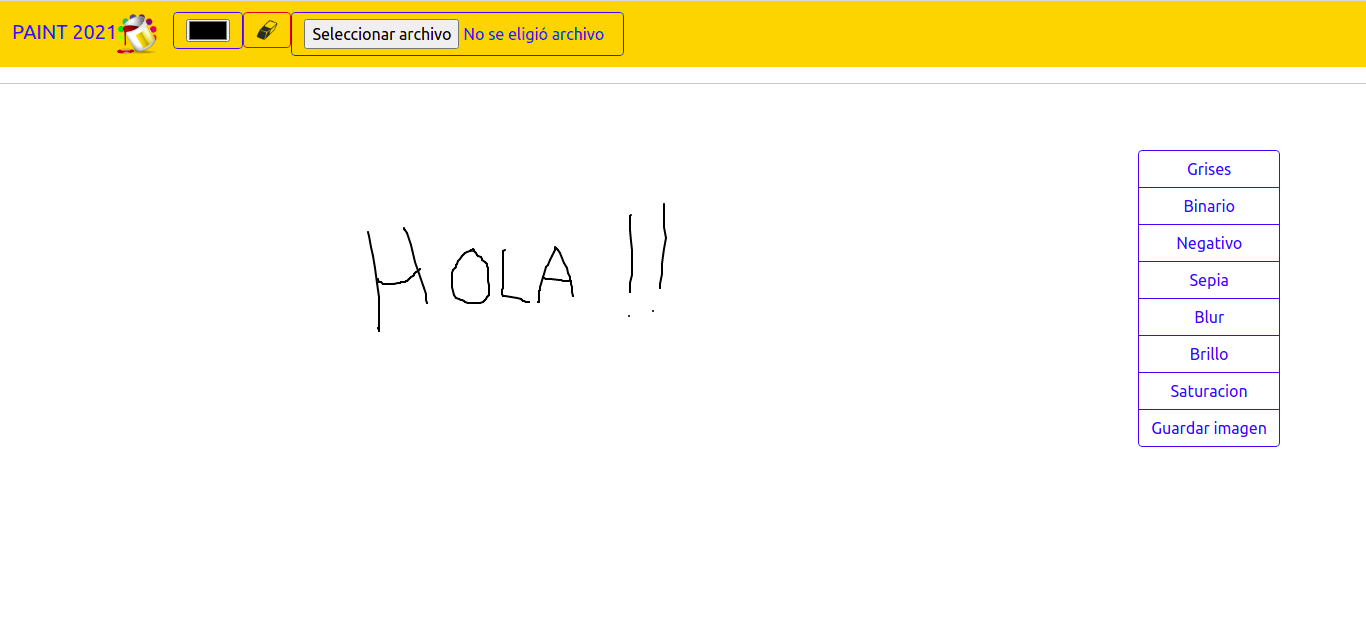 PAINT 2021
Seleccionar archivo No se eligió archivo
HOLA !!
Grises
Binario
Negativo
Sepia
Blur
Brillo
Saturacion
Guardar imagen